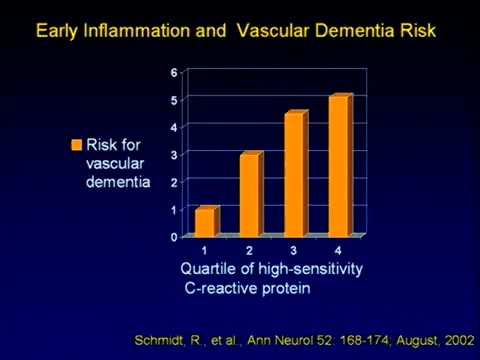 Early Inflammation and Vascular Dementia Risk
6
5
4
3
2
1
0
Risk for
vascular
dementia
1 2 3 4
Quartile of high-sensitivity
C-reactive protein
Schmidt, R., et al., Ann Neurol 52: 168-174; August, 2002